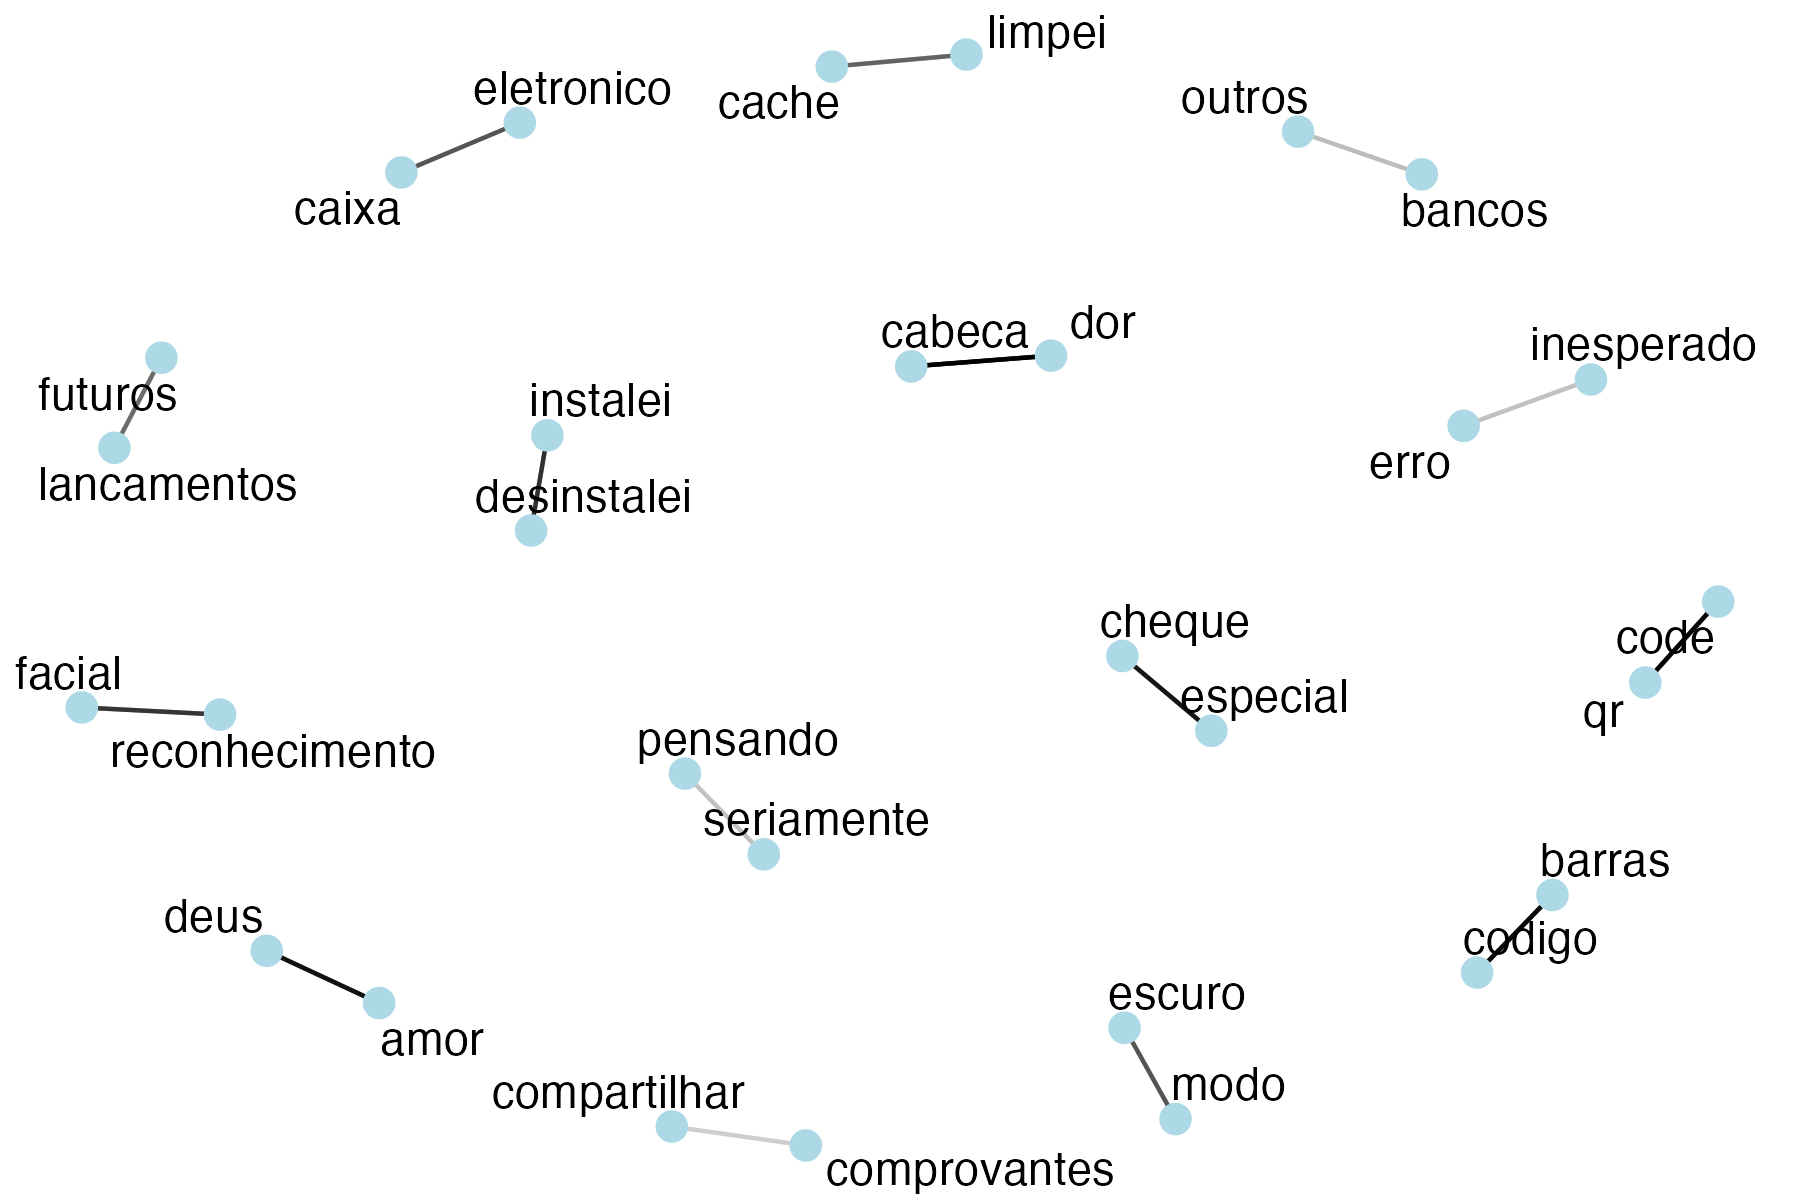 limpei
eletronico
cache
outros
caixa
bancos
cabeca
dor
inesperado
futuros
instalei
erro
lancamentos
desinstalei
cheque
code
facial
especial
qr
reconhecimento
pensando
seriamente
barras
deus
codigo
escuro
amor
modo
compartilhar
comprovantes